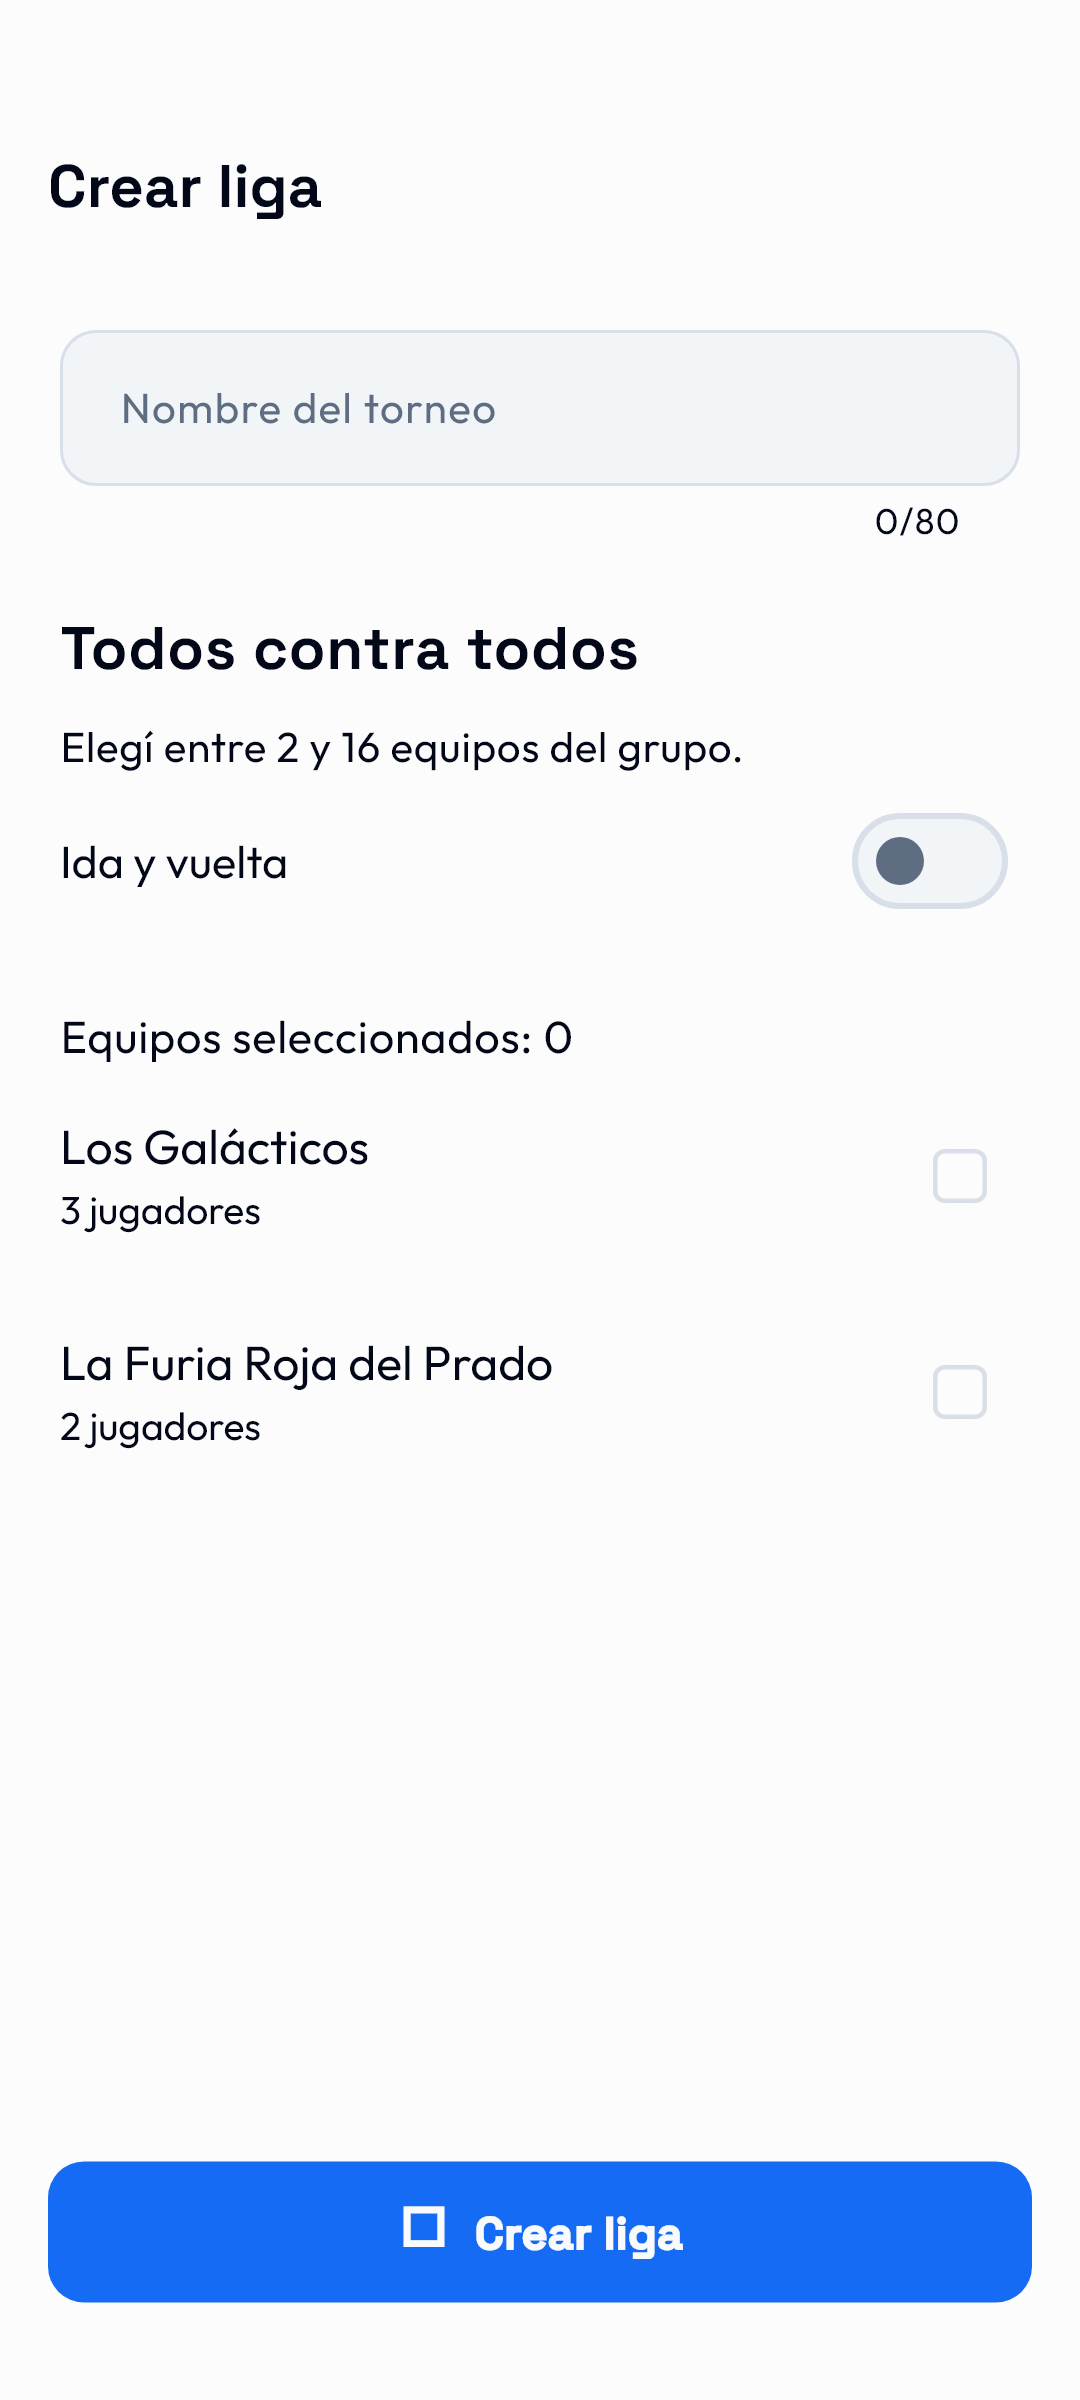 Crear liga
Nombre del torneo
0/80
Todos contra todos
Elegí entre 2 y 16 equipos del grupo.
Ida y vuelta
Equipos seleccionados: 0
Los Galácticos
3 jugadores
La Furia Roja del Prado
2 jugadores
Crear liga